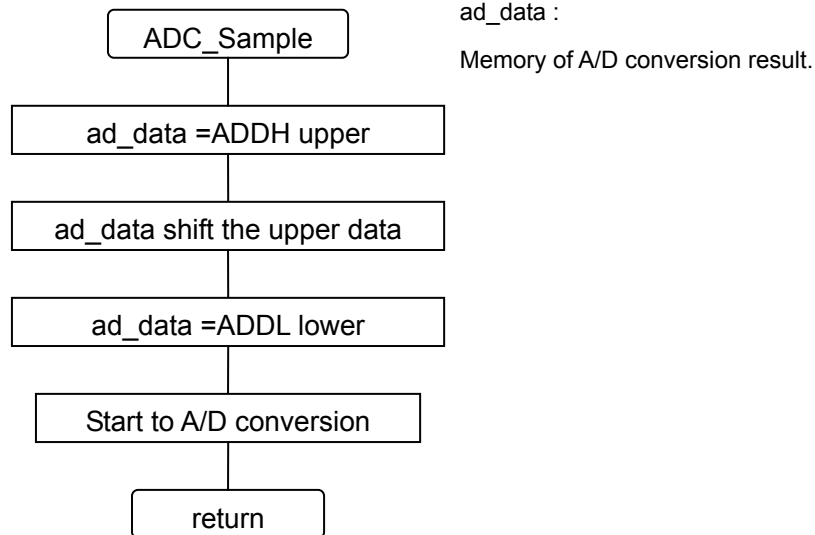 ADC_Sample
ad_data :
Memory of A/D conversion result.
ad_data =ADDH upper
ad_data shift the upper data
ad_data =ADDL lower
Start to A/D conversion
return